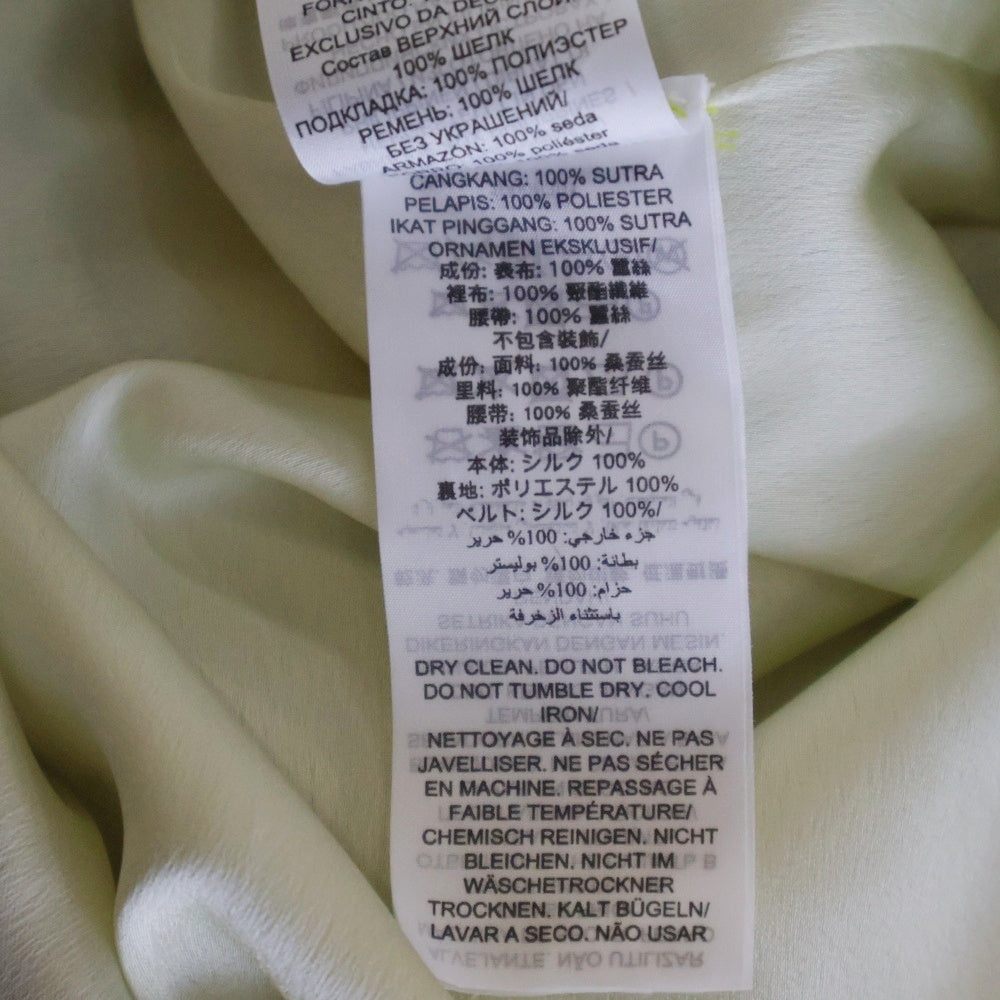 CINTO:
EXCLUSIVO DA
Состав ВЕРХНИЙ СЛОЙ:
100% ШЕЛК
ПОДКЛАДКА: 100% ПОЛИЭСТЕР
РЕМЕНЬ: 100% ШЕЛК
БЕЗ УКРАШЕНИЙ/
ARMAZÓN: 100% seda
100% poliéster
CANGKANG: 100% SUTRA
PELAPIS: 100% POLIESTER
IKAT PINGGANG: 100% SUTRA
ORNAMEN EKSKLUSIF/
成份: 表布: 100% 蠶絲
裡布: 100% 聚酯纖維
腰帶: 100% 蠶絲
不包含裝飾/
成份: 面料: 100% 桑蚕丝
里料: 100% 聚酯纤维
腰带: 100% 桑蚕丝
装饰品除外/
本体: シルク 100%
裏地: ポリエステル 100%
ベルト: シルク 100%/
جزء خارجي: 100% حرير
بطانة: 100% بوليستر
حزام: 100% حرير
باستثناء الزخرفة
DRY CLEAN. DO NOT BLEACH.
DO NOT TUMBLE DRY. COOL
IRON/
NETTOYAGE À SEC. NE PAS
JAVELLISER. NE PAS SÉCHER
EN MACHINE. REPASSAGE À
FAIBLE TEMPÉRATURE/
CHEMISCH REINIGEN. NICHT
BLEICHEN. NICHT IM
WÄSCHETROCKNER
TROCKNEN. KALT BÜGELN/
LAVAR A SECO. NÃO USAR